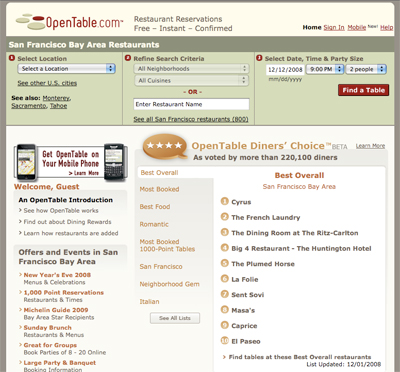 OpenTable.com™
Restaurant Reservations
Free – Instant – Confirmed
Home Sign In Mobile New! Help
San Francisco Bay Area Restaurants
1 Select Location
Select a Location
See other U.S. cities
See also: Monterey,
Sacramento, Tahoe
2 Refine Search Criteria
All Neighborhoods
All Cuisines
- OR -
Enter Restaurant Name
See all San Francisco restaurants (800)
3 Select Date, Time & Party Size
12/12/2008 9:00 PM 2 people
mm/dd/yyyy
Find a Table
Get OpenTable on
Your Mobile Phone
> Learn More
Welcome, Guest
An OpenTable Introduction
> See how OpenTable works
> Find out about Dining Rewards
> Learn how restaurants are added
Offers and Events in San
Francisco Bay Area
> New Year's Eve 2008
Menus & Celebrations
> 1,000 Point Reservations
Restaurants & Times
> Michelin Guide 2009
Bay Area Star Recipients
> Sunday Brunch
Restaurants & Menus
> Great for Groups
Book Parties of 8 - 20 Online
> Large Party & Banquet
Booking Information
OpenTable Diners' Choice™ BETA
Learn More
As voted by more than 220,100 diners
Best Overall
Most Booked
Best Food
Romantic
Most Booked
1000-Point Tables
San Francisco
Neighborhood Gem
Italian
See All Lists
Best Overall
San Francisco Bay Area
1 Cyrus
2 The French Laundry
3 The Dining Room at The Ritz-Carlton
4 Big 4 Restaurant - The Huntington Hotel
5 The Plumed Horse
6 La Folie
7 Sent Sovi
8 Masa's
9 Caprice
10 El Paseo
> Find tables at these Best Overall restaurants
List Updated: 12/01/2008